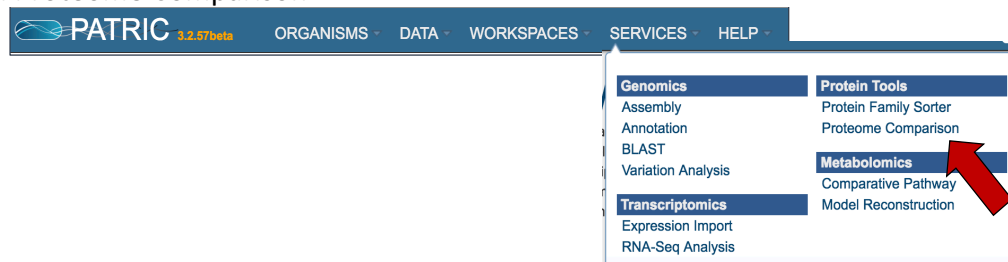 PATRIC 3.2.57beta ORGANISMS DATA WORKSPACES SERVICES HELP
Genomics
Assembly
Annotation
BLAST
Variation Analysis
Transcriptomics
Expression Import
RNA-Seq Analysis
Protein Tools
Protein Family Sorter
Proteome Comparison
Metabolomics
Comparative Pathway
Model Reconstruction